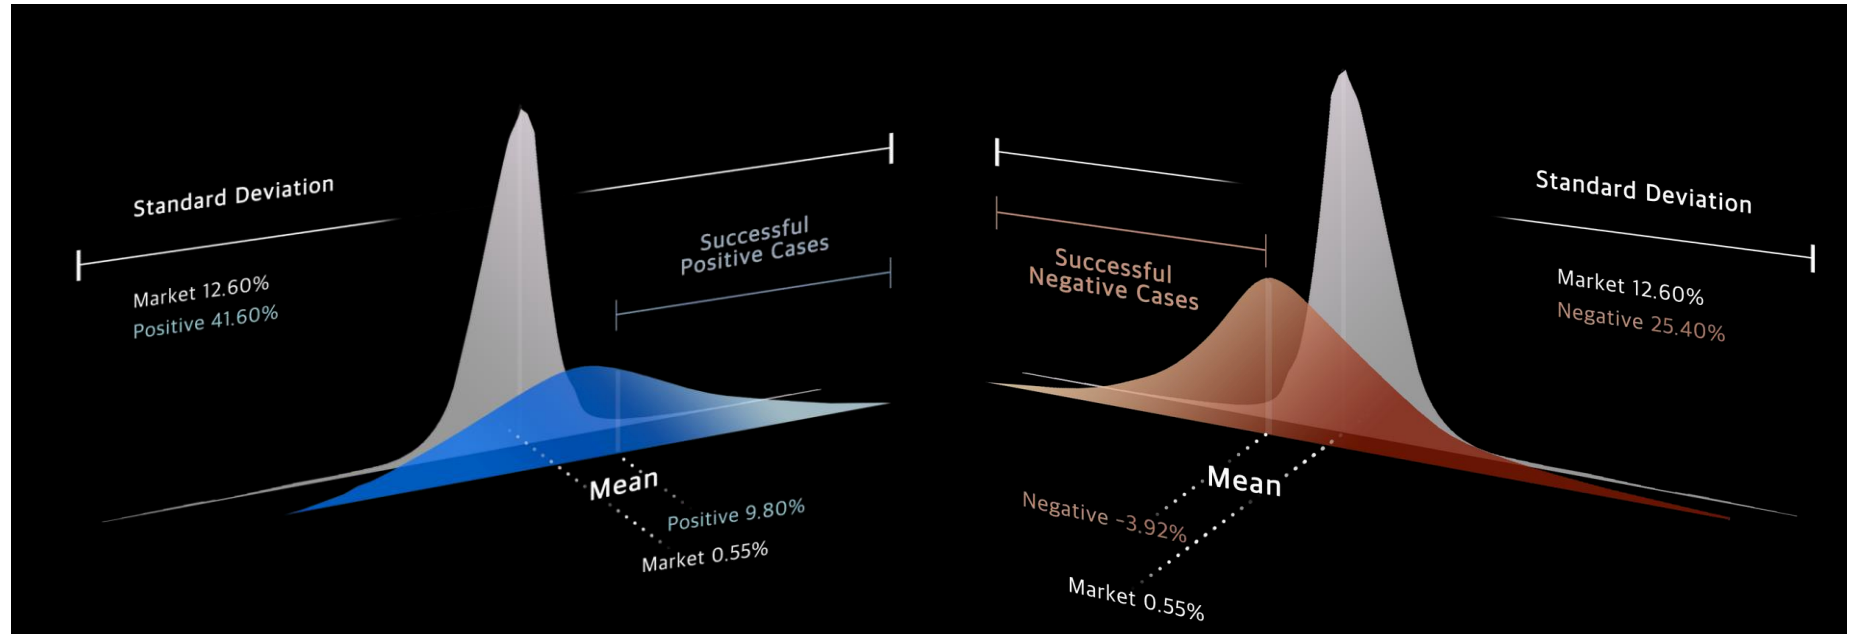 Standard Deviation
Market 12.60%
Positive 41.60%
Successful
Positive Cases
Mean
Positive 9.80%
Market 0.55%
Successful
Negative Cases
Standard Deviation
Market 12.60%
Negative 25.40%
Mean
Negative -3.92%
Market 0.55%